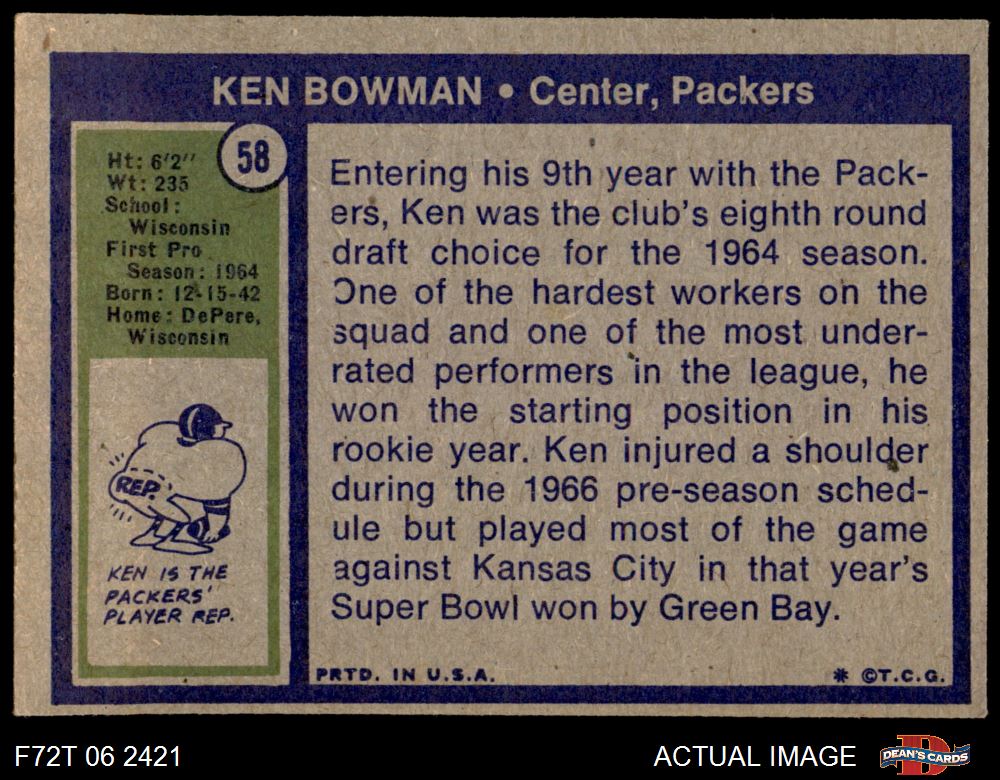 KEN BOWMAN • Center, Packers
58
Ht: 6'2"
Wt: 235
School:
Wisconsin
First Pro
Season: 1964
Born: 12-15-42
Home: DePere,
Wisconsin
REP.
KEN IS THE
PACKERS'
PLAYER REP.
Entering his 9th year with the Pack-
ers, Ken was the club's eighth round
draft choice for the 1964 season.
One of the hardest workers on the
squad and one of the most under-
rated performers in the league, he
won the starting position in his
rookie year. Ken injured a shoulder
during the 1966 pre-season sched-
ule but played most of the game
against Kansas City in that year's
Super Bowl won by Green Bay.
PRTD. IN U.S.A.
* ©T.C.G.
F72T 06 2421
ACTUAL IMAGE
D
DEAN'S CARDS